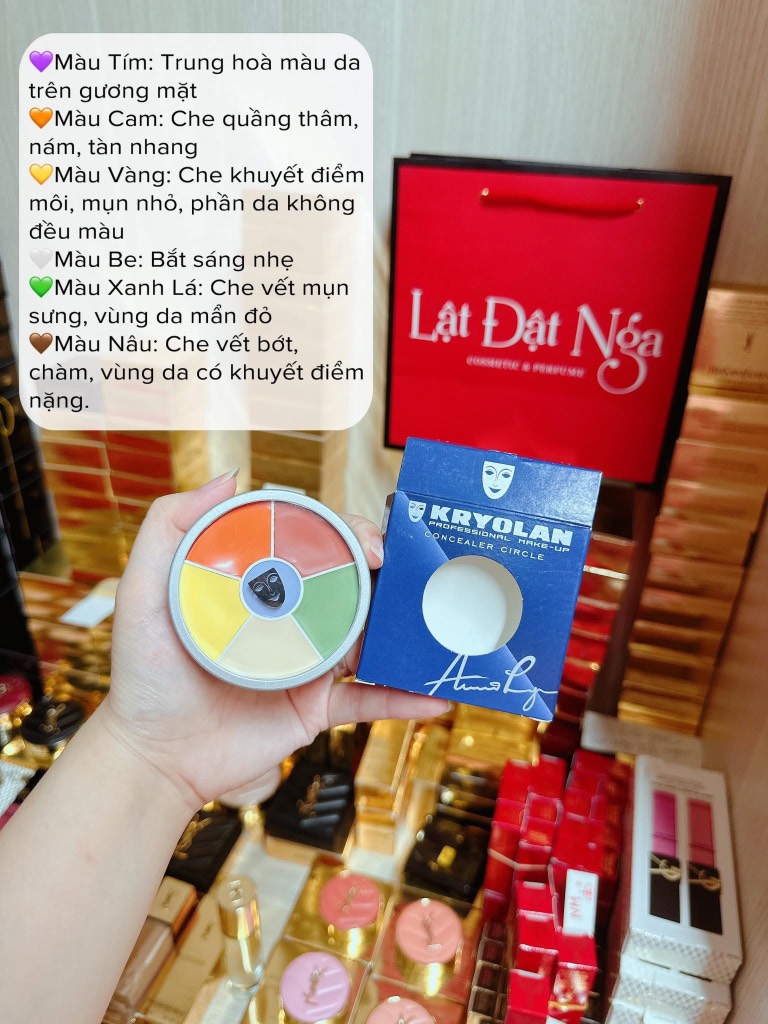 💜Màu Tím: Trung hoà màu da
trên gương mặt
🧡Màu Cam: Che quầng thâm,
nám, tàn nhang
💛Màu Vàng: Che khuyết điểm
môi, mụn nhỏ, phần da không
đều màu
🤍Màu Be: Bắt sáng nhẹ
💚Màu Xanh Lá: Che vết mụn
sưng, vùng da mẩn đỏ
🤎Màu Nâu: Che vết bớt,
chàm, vùng da có khuyết điểm
nặng.
Lật Đật Nga
COSMETIC & PERFUME
KRYOLAN
PROFESSIONAL MAKE-UP
CONCEALER CIRCLE